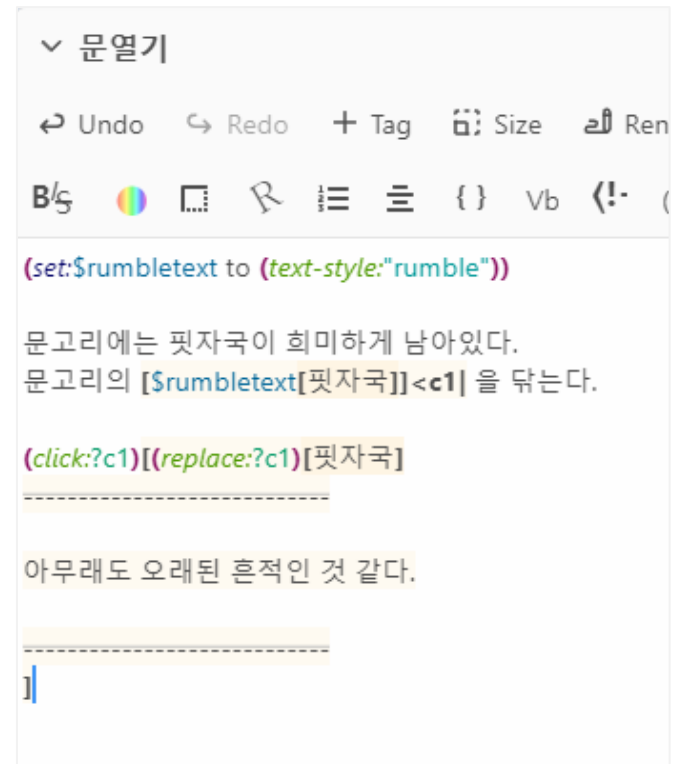 문열기
Undo Redo + Tag Size Ren
B/S { } Vb
(set:$rumbletext to (text-style:"rumble"))
문고리에는 핏자국이 희미하게 남아있다.
문고리의 [$rumbletext[핏자국]]<c1| 을 닦는다.
(click:?c1)[(replace:?c1)[핏자국]
----------------------------
아무래도 오래된 흔적인 것 같다.
----------------------------
]